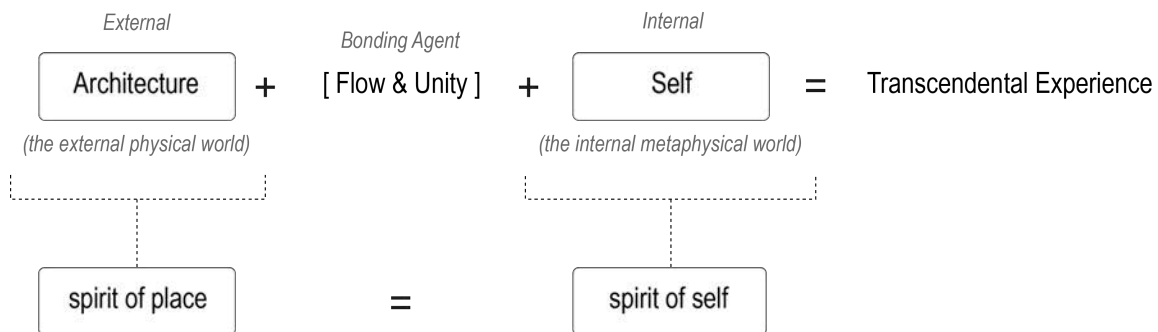 External
Bonding Agent
Internal
Architecture + [ Flow & Unity ] + Self = Transcendental Experience
(the external physical world)
(the internal metaphysical world)
spirit of place = spirit of self